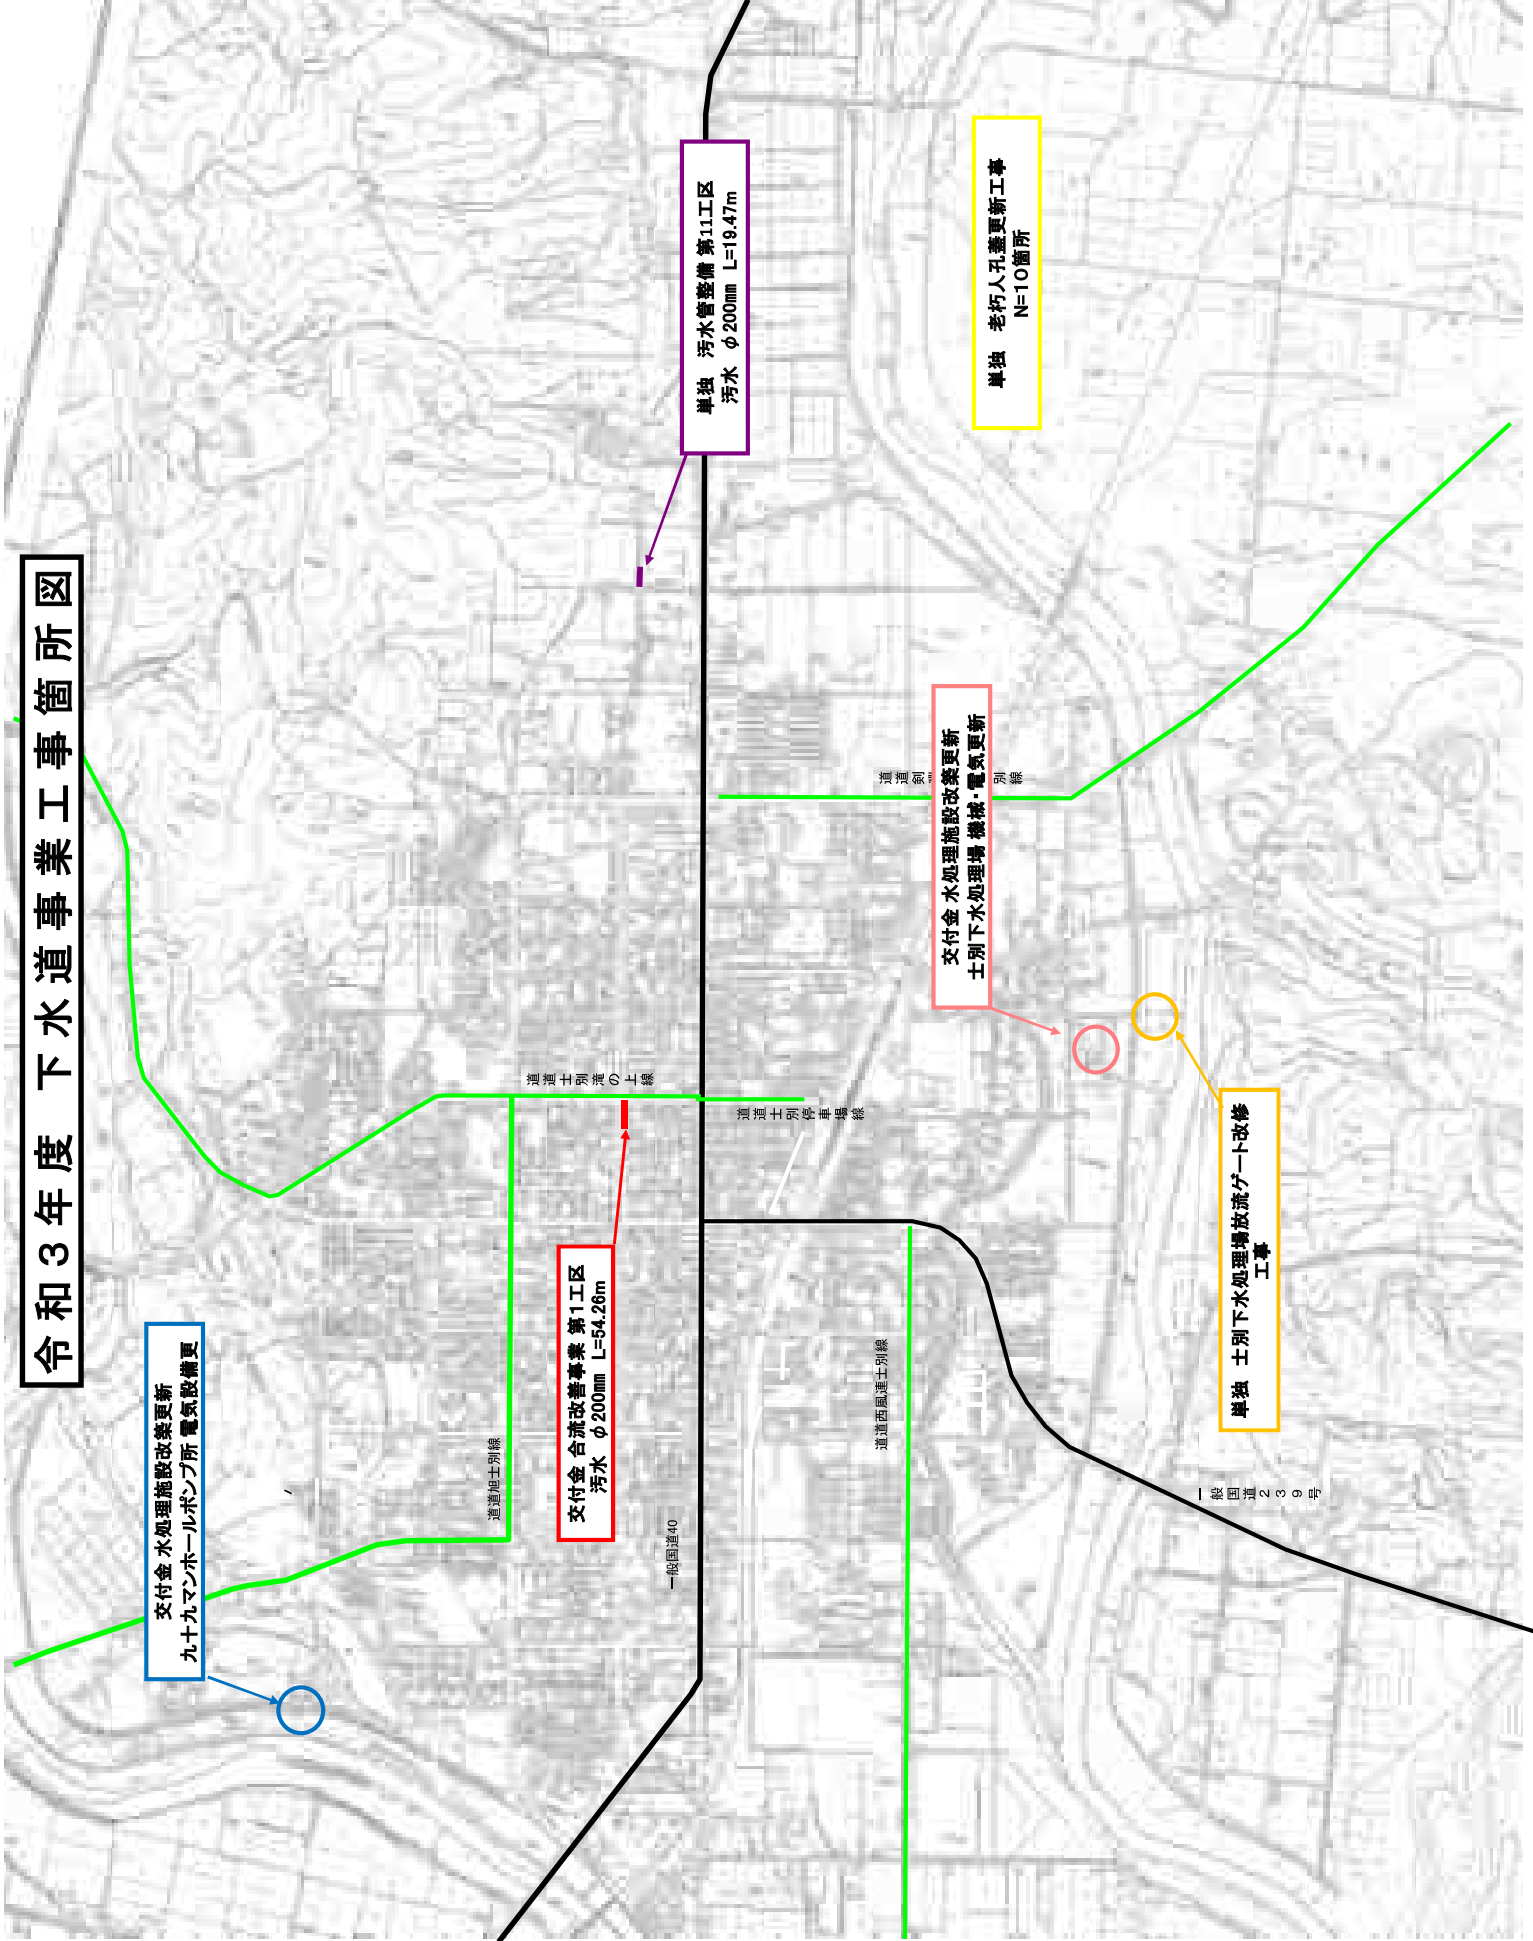 令和３年度 下水道事業工事箇所図
交付金 水処理施設改築更新
九十九マンホールポンプ所 電気設備更
道道旭士別線
道道士別滝の上線
交付金 合流改善事業 第1工区
汚水 φ200mm L=54.26m
一般国道40
単独 汚水管整備 第11工区
汚水 φ200mm L=19.47m
道道士別停車場線
道道西風連士別線
道道剣
別線
交付金 水処理施設改築更新
士別下水処理場 機械・電気更新
単独 老朽人孔蓋更新工事
N=10箇所
単独 士別下水処理場放流ゲート改修
工事
一般国道２３９号